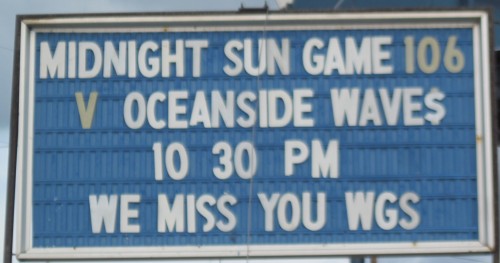 MIDNIGHT SUN GAME 106
V OCEANSIDE WAVE$
10 30 PM
WE MISS YOU WGS